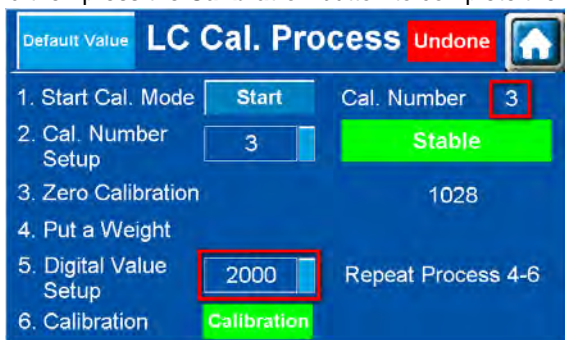 Default Value LC Cal. Process Undone
1. Start Cal. Mode Start Cal. Number 3
2. Cal. Number Setup 3 Stable
3. Zero Calibration 1028
4. Put a Weight
5. Digital Value Setup 2000 Repeat Process 4-6
6. Calibration Calibration